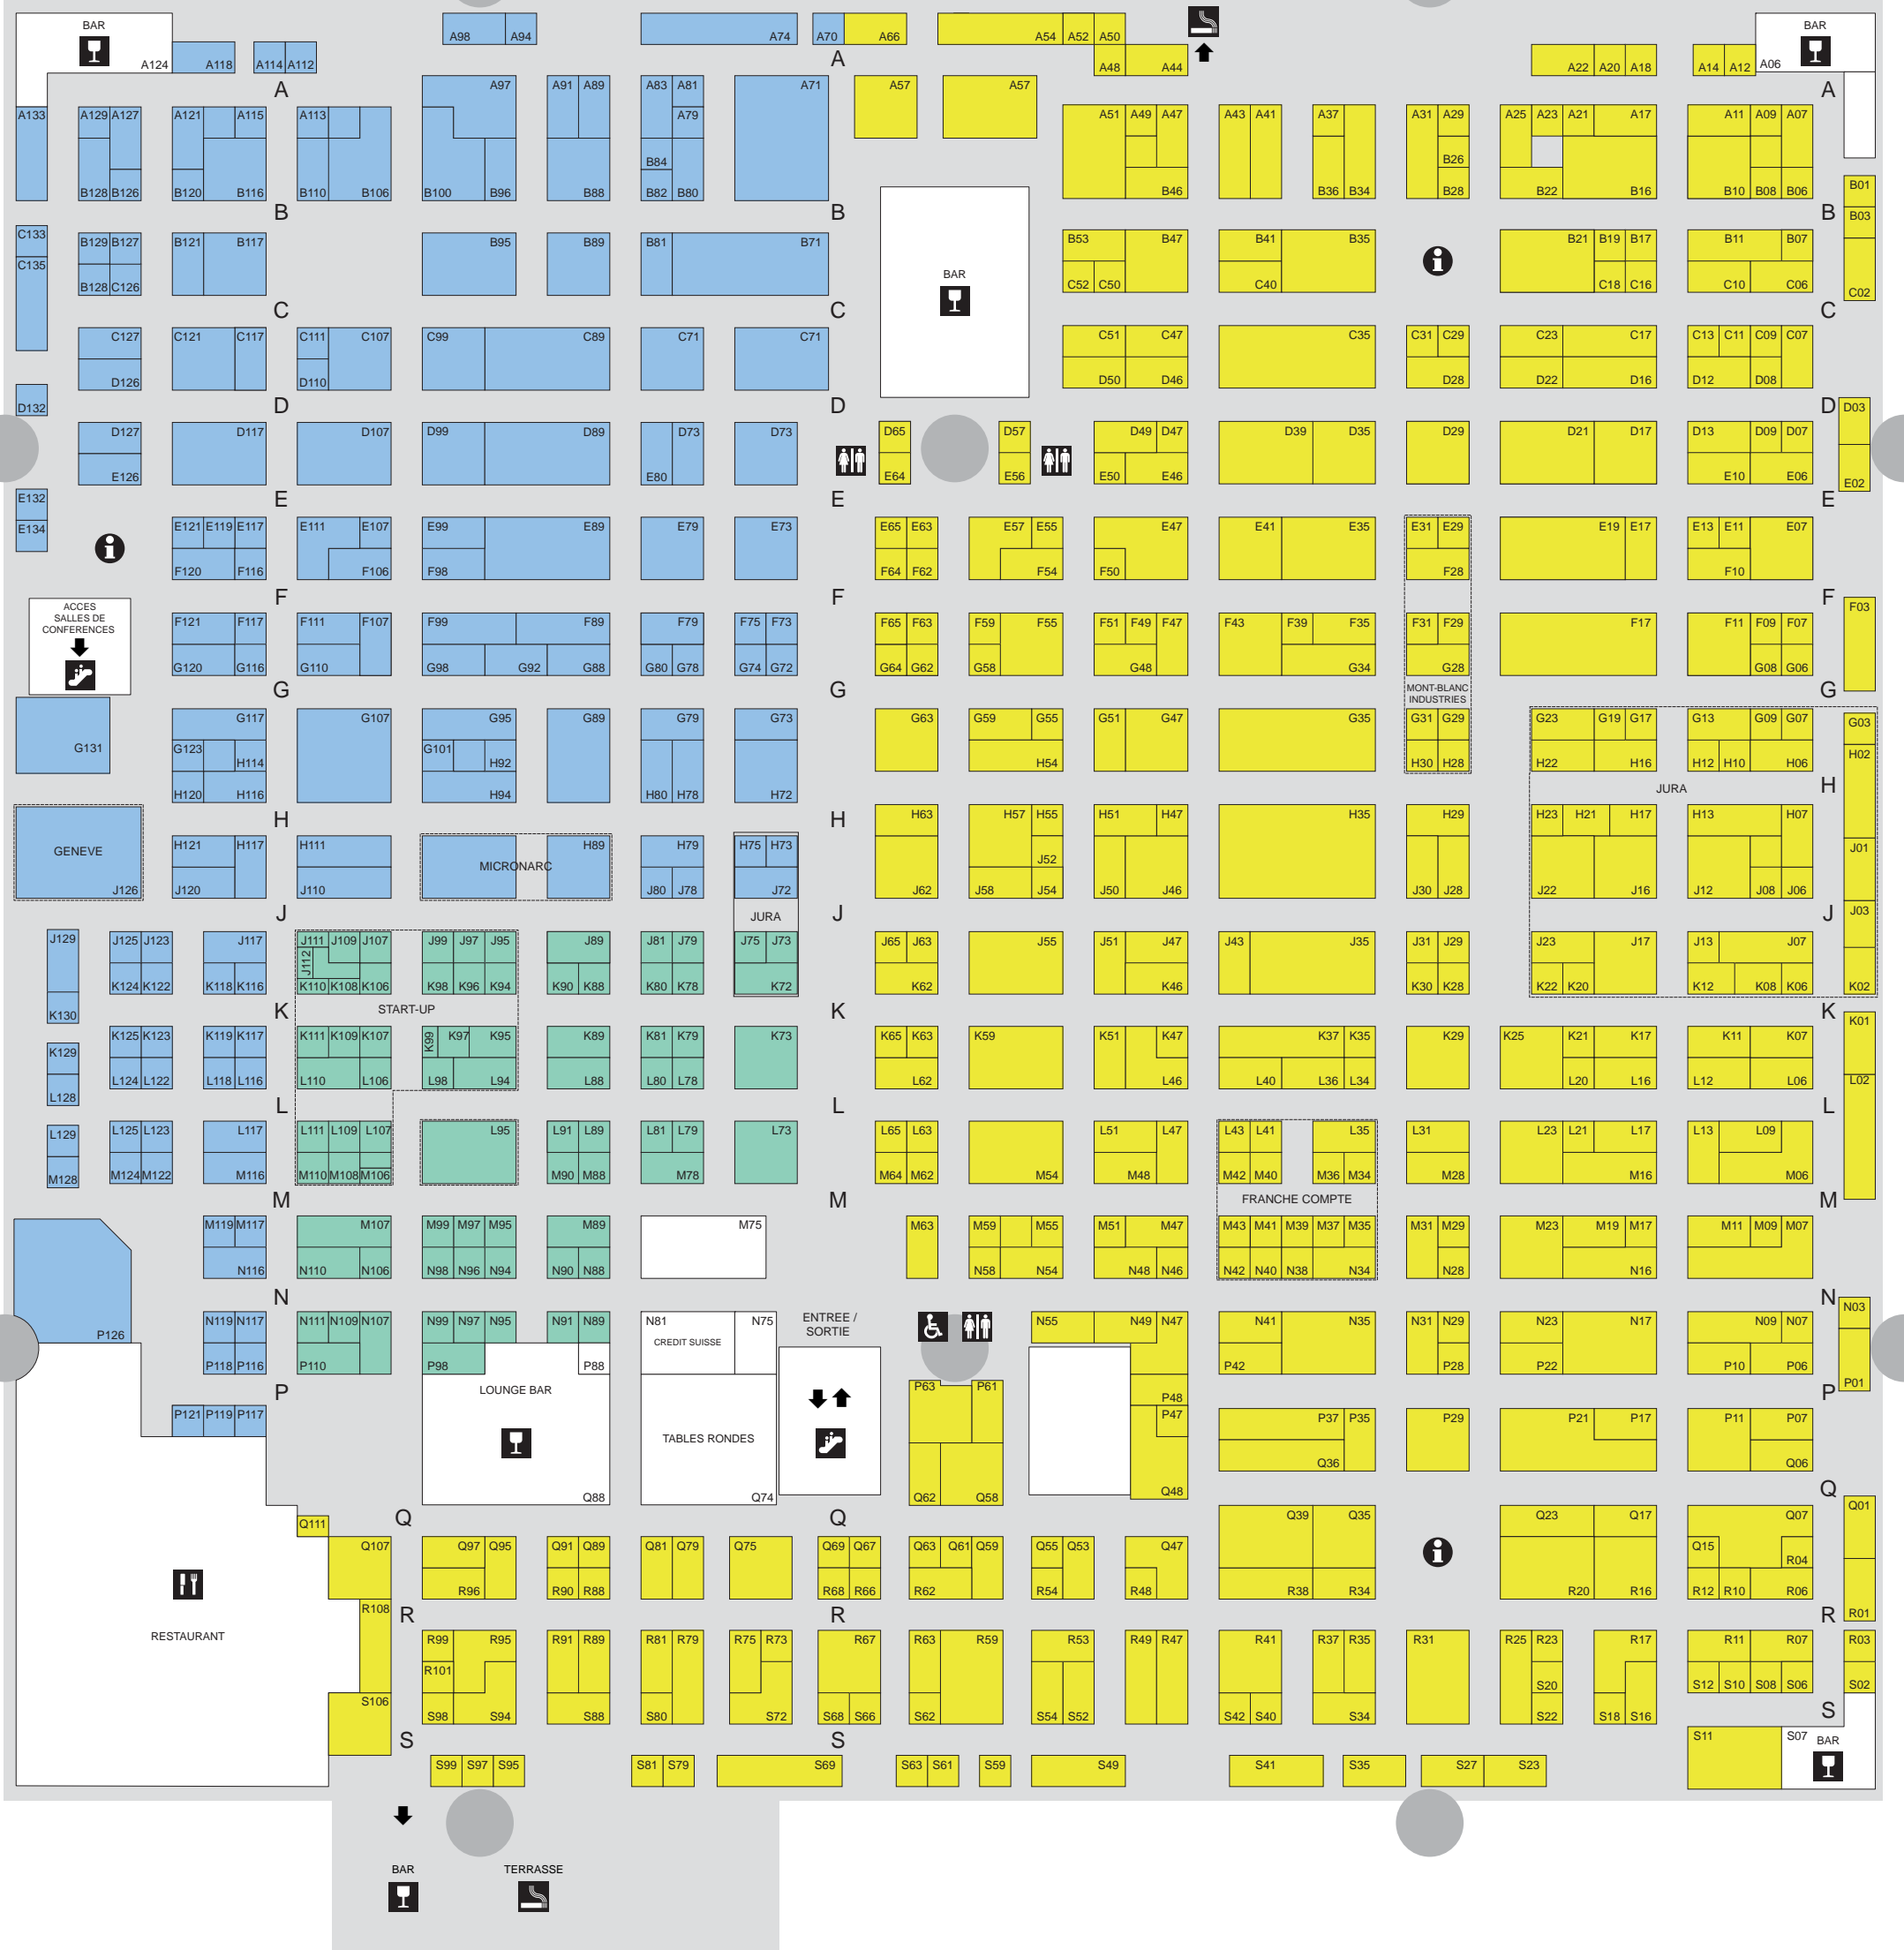 BAR
A124
A118
A114 A112
A98 A94
A74
A70 A66
A54 A52 A50
A48 A44
A22 A20 A18
A14 A12
A06
BAR
A
A
A
A133
A129 A127
A121 A115
A113
A97
A91 A89
A83 A81
A79
A71
A57
A57
A51 A49 A47
A43 A41
A37
A31 A29
A25 A23 A21 A17
A11 A09 A07
B84
B26
B128 B126
B120 B116
B110 B106
B100 B96
B88
B82 B80
B46
B36 B34
B28
B22 B16
B10 B08 B06
B01
B03
B
B
B
C133
C135
B129 B127
B121 B117
B95
B89
B81 B71
BAR
B53 B47
B41 B35
B21 B19 B17
B11 B07
B128 C126
C52 C50
C40
C18 C16
C10 C06
C02
C
C
C
C127
C121 C117
C111 C107
C99 C89
C71
C71
C51 C47
C35
C31 C29
C23 C17
C13 C11 C09 C07
D126
D110
D50 D46
D28
D22 D16
D12 D08
D132
D
D
D
D03
D127
D117
D107
D99 D89
D73
D73
D65
D57
D49 D47
D39 D35
D29
D21 D17
D13 D09 D07
E126
E80
E64
E56
E50 E46
E10 E06
E02
E132
E134
E
E
E
E121 E119 E117
E111 E107
E99 E89
E79
E73
E65 E63
E57 E55
E47
E41 E35
E31 E29
E19 E17
E13 E11 E07
F120 F116
F106
F98
F64 F62
F54
F50
F28
F10
ACCES
SALLES DE
CONFERENCES
F
F
F
F03
F121 F117
F111 F107
F99 F89
F79
F75 F73
F65 F63
F59 F55
F51 F49 F47
F43 F39 F35
F31 F29
F17
F11 F09 F07
G120 G116
G110
G98 G92 G88
G80 G78
G74 G72
G64 G62
G58
G48
G34
G28
G08 G06
G
G
G
MONT-BLANC
INDUSTRIES
G131
G117
G107
G95
G89
G79
G73
G63
G59 G55
G51 G47
G35
G31 G29
G23 G19 G17
G13 G09 G07
G03
G123
H114
G101
H92
H54
H30 H28
H22 H16
H12 H10 H06
H02
H120 H116
H94
H80 H78
H72
H
H
H
JURA
GENEVE
J126
H121 H117
H111
MICRONARC
H89
H79
H75 H73
H63
H57 H55
H51 H47
H35
H29
H23 H21 H17
H13 H07
J01
J52
J120
J110
J80 J78
J72
J62
J58 J54
J50 J46
J30 J28
J22 J16
J12 J08 J06
J
J
J
JURA
J03
J129
J125 J123
J117
J111 J109 J107
J112
J99 J97 J95
J89
J81 J79
J75 J73
J65 J63
J55
J51 J47
J43 J35
J31 J29
J23 J17
J13 J07
K124 K122
K118 K116
K110 K108 K106
K98 K96 K94
K90 K88
K80 K78
K72
K62
K46
K30 K28
K22 K20
K12 K08 K06
K02
K130
K
START-UP
K
K
K01
K129
K125 K123
K119 K117
K111 K109 K107
K99 K97 K95
K89
K81 K79
K73
K65 K63
K59
K51 K47
K37 K35
K29
K25 K21 K17
K11 K07
L128
L124 L122
L118 L116
L110 L106
L98 L94
L88
L80 L78
L62
L46
L40 L36 L34
L20 L16
L12 L06
L02
L
L
L
L129
L125 L123
L117
L111 L109 L107
L95
L91 L89
L81 L79
L73
L65 L63
L51 L47
L43 L41
L35
L31
L23 L21 L17
L13 L09
M128
M124 M122
M116
M110 M108 M106
M90 M88
M78
M64 M62
M54
M48
M42 M40
M36 M34
M28
M16
M06
M
M
FRANCHE COMPTE
M
M119 M117
M107
M99 M97 M95
M89
M75
M63
M59 M55
M51 M47
M43 M41 M39 M37 M35
M31 M29
M23 M19 M17
M11 M09 M07
N116
N110 N106
N98 N96 N94
N90 N88
N58 N54
N48 N46
N42 N40 N38 N34
N28
N16
P126
N
N
N
N03
N119 N117
N111 N109 N107
N99 N97 N95
N91 N89
N81 N75
CREDIT SUISSE
ENTREE /
SORTIE
N55 N49 N47
N41 N35
N31 N29
N23 N17
N09 N07
P118 P116
P110
P98
P88
P42
P28
P22
P10 P06
P01
P
LOUNGE BAR
P63 P61
P48
P
P121 P119 P117
TABLES RONDES
P47
P37 P35
P29
P21 P17
P11 P07
Q36
Q06
Q88
Q74
Q62 Q58
Q48
Q
Q
Q
Q01
Q111
Q107
Q97 Q95
Q91 Q89
Q81 Q79
Q75
Q69 Q67
Q63 Q61 Q59
Q55 Q53
Q47
Q39 Q35
Q23 Q17
Q07
Q15
R04
R96
R90 R88
R68 R66
R62
R54
R48
R38 R34
R20 R16
R12 R10 R06
R01
R108
R
R
R
RESTAURANT
R99 R95
R101
R91 R89
R81 R79
R75 R73
R67
R63 R59
R53
R49 R47
R41
R37 R35
R31
R25 R23
R17
R11 R07
R03
S20
S12 S10 S08 S06
S02
S106
S98 S94
S88
S80
S72
S68 S66
S62
S54 S52
S42 S40
S34
S22
S18 S16
S
S
S
S11
S07 BAR
S99 S97 S95
S81 S79
S69
S63 S61
S59
S49
S41
S35
S27 S23
BAR
TERRASSE